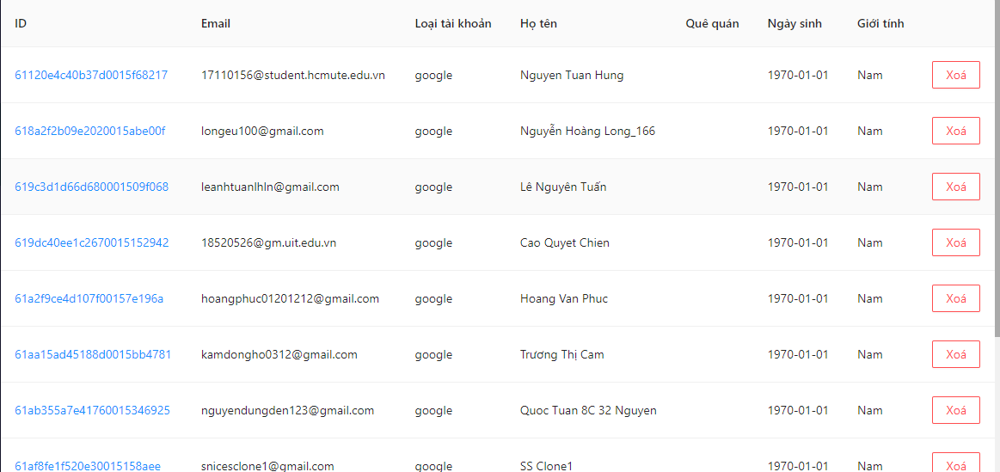 ID Email Loại tài khoản Họ tên Quê quán Ngày sinh Giới tính
61120e4c40b37d0015f68217 17110156@student.hcmute.edu.vn google Nguyen Tuan Hung 1970-01-01 Nam Xoá
618a2f2b09e2020015abe00f longeu100@gmail.com google Nguyễn Hoàng Long_166 1970-01-01 Nam Xoá
619c3d1d66d680001509f068 leanhtuanlhln@gmail.com google Lê Nguyên Tuấn 1970-01-01 Nam Xoá
619dc40ee1c2670015152942 18520526@gm.uit.edu.vn google Cao Quyet Chien 1970-01-01 Nam Xoá
61a2f9ce4d107f00157e196a hoangphuc01201212@gmail.com google Hoang Van Phuc 1970-01-01 Nam Xoá
61aa15ad45188d0015bb4781 kamdongho0312@gmail.com google Trương Thị Cam 1970-01-01 Nam Xoá
61ab355a7e41760015346925 nguyendungden123@gmail.com google Quoc Tuan 8C 32 Nguyen 1970-01-01 Nam Xoá
61af8fe1f520e30015158aee snicesclone1@gmail.com google SS Clone1 1970-01-01 Nam Xoá